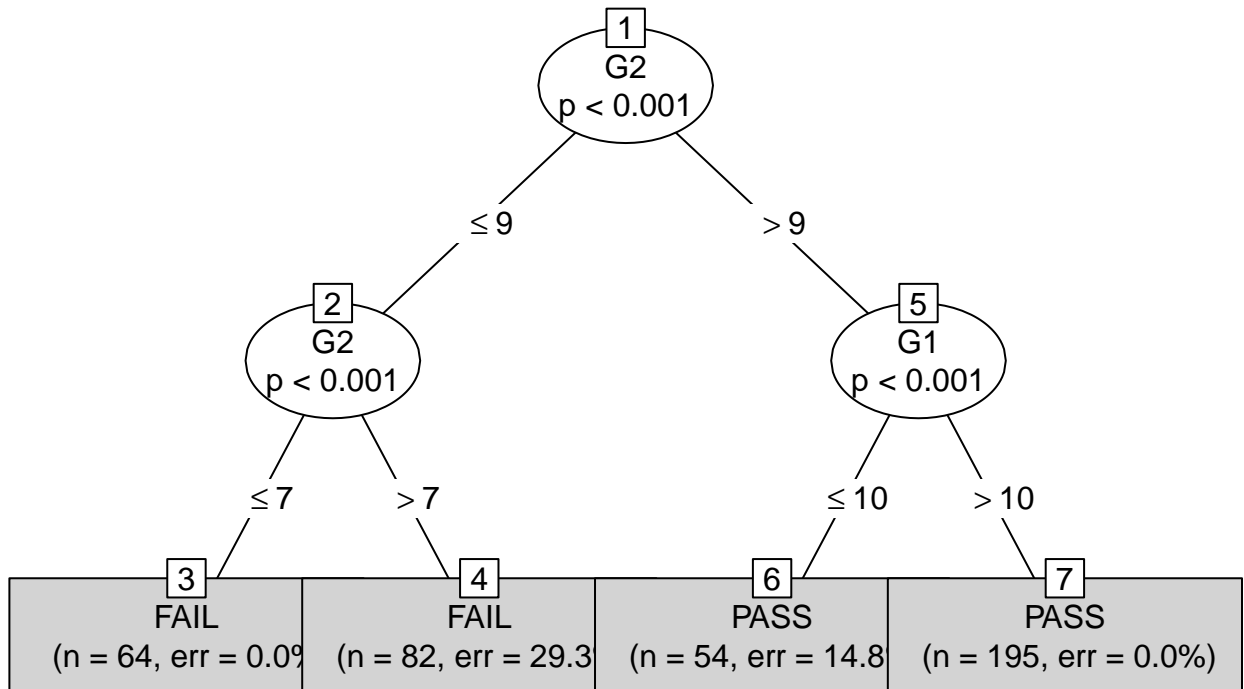 1
G2
p < 0.001
≤ 9
> 9
2
G2
p < 0.001
5
G1
p < 0.001
≤ 7
> 7
≤ 10
> 10
3
FAIL
(n = 64, err = 0.0%
4
FAIL
(n = 82, err = 29.3
6
PASS
(n = 54, err = 14.8
7
PASS
(n = 195, err = 0.0%)